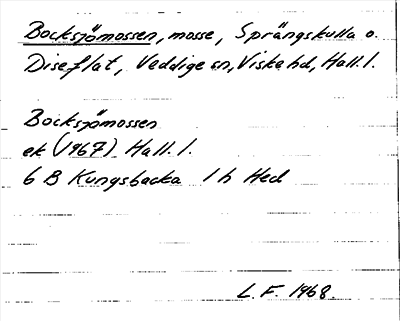 Bocksjömossen, mosse, Sprängskulla o.
Diseflat, Veddige sn, Viske hd, Hall. l.
Bocksjömossen
ek (1967) Hall. l.
6 B Kungsbacka 1 h Hed
L. F. 1968.